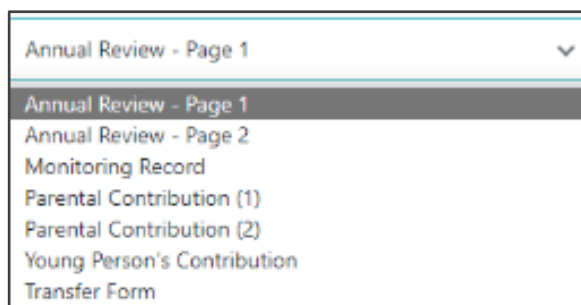 Annual Review - Page 1
Annual Review - Page 1
Annual Review - Page 2
Monitoring Record
Parental Contribution (1)
Parental Contribution (2)
Young Person's Contribution
Transfer Form